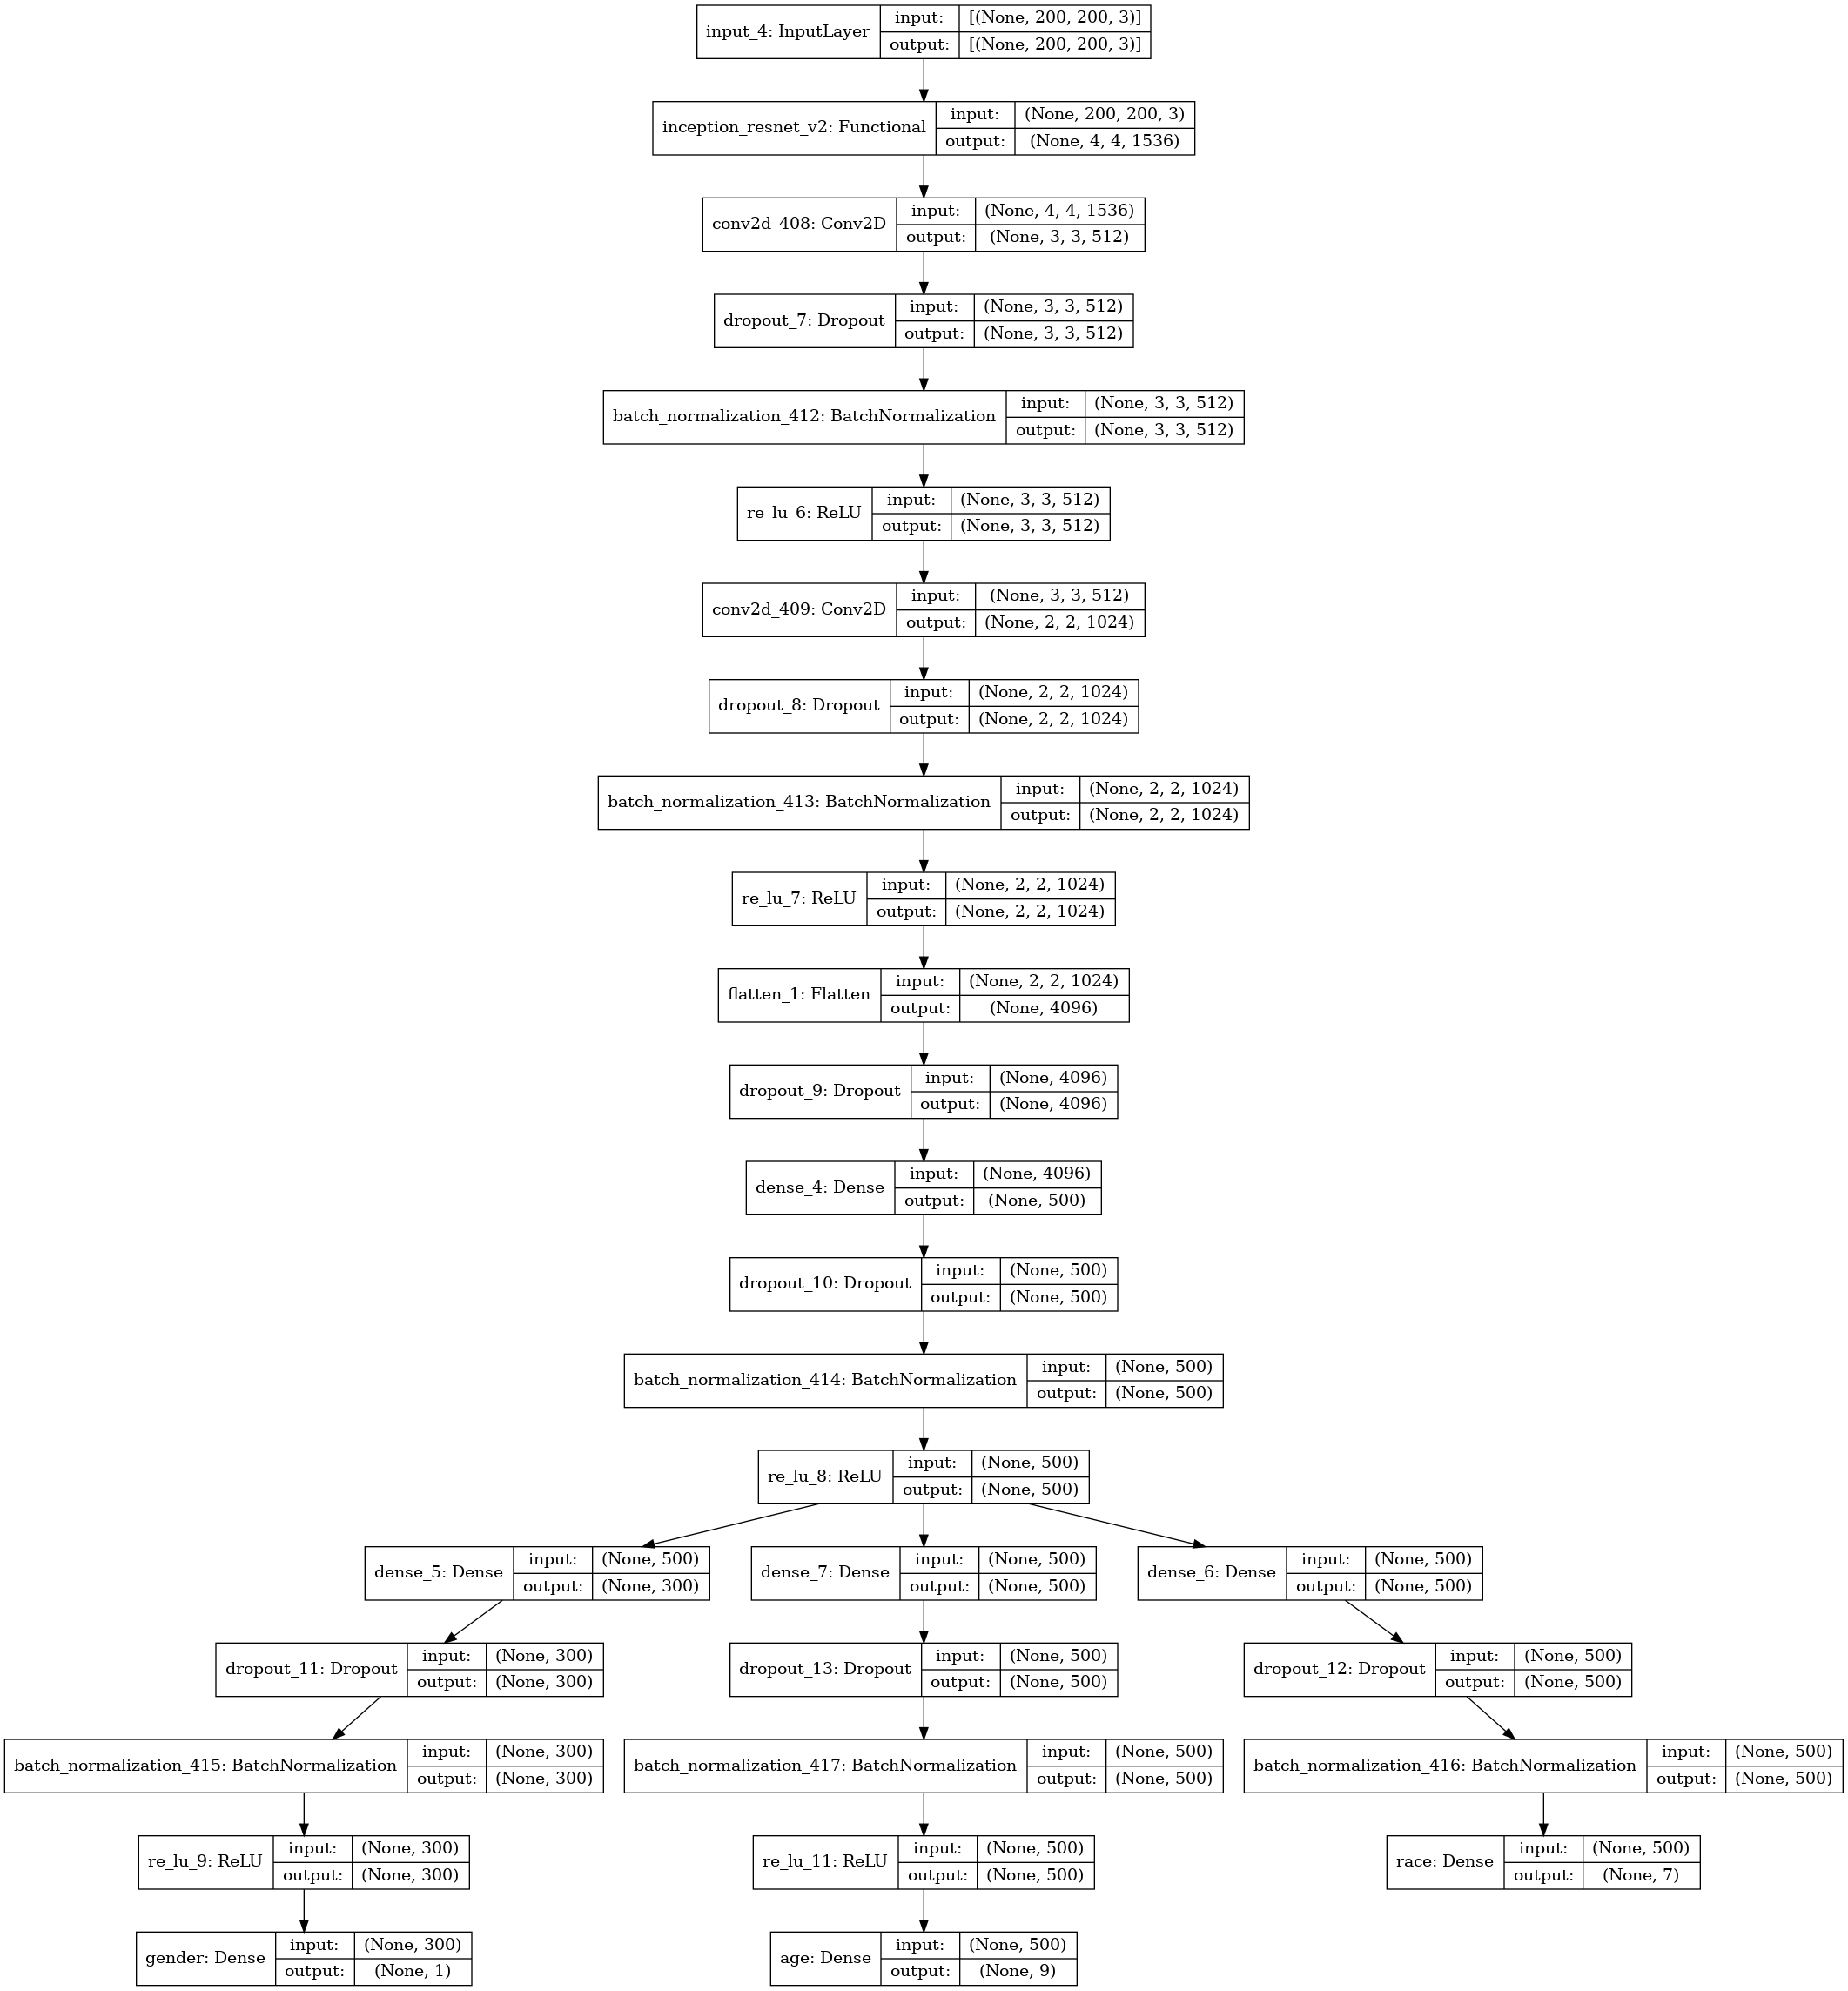 input_4: InputLayer
input: [(None, 200, 200, 3)]
output: [(None, 200, 200, 3)]
inception_resnet_v2: Functional
input: (None, 200, 200, 3)
output: (None, 4, 4, 1536)
conv2d_408: Conv2D
input: (None, 4, 4, 1536)
output: (None, 3, 3, 512)
dropout_7: Dropout
input: (None, 3, 3, 512)
output: (None, 3, 3, 512)
batch_normalization_412: BatchNormalization
input: (None, 3, 3, 512)
output: (None, 3, 3, 512)
re_lu_6: ReLU
input: (None, 3, 3, 512)
output: (None, 3, 3, 512)
conv2d_409: Conv2D
input: (None, 3, 3, 512)
output: (None, 2, 2, 1024)
dropout_8: Dropout
input: (None, 2, 2, 1024)
output: (None, 2, 2, 1024)
batch_normalization_413: BatchNormalization
input: (None, 2, 2, 1024)
output: (None, 2, 2, 1024)
re_lu_7: ReLU
input: (None, 2, 2, 1024)
output: (None, 2, 2, 1024)
flatten_1: Flatten
input: (None, 2, 2, 1024)
output: (None, 4096)
dropout_9: Dropout
input: (None, 4096)
output: (None, 4096)
dense_4: Dense
input: (None, 4096)
output: (None, 500)
dropout_10: Dropout
input: (None, 500)
output: (None, 500)
batch_normalization_414: BatchNormalization
input: (None, 500)
output: (None, 500)
re_lu_8: ReLU
input: (None, 500)
output: (None, 500)
dense_5: Dense
input: (None, 500)
output: (None, 300)
dense_7: Dense
input: (None, 500)
output: (None, 500)
dense_6: Dense
input: (None, 500)
output: (None, 500)
dropout_11: Dropout
input: (None, 300)
output: (None, 300)
dropout_13: Dropout
input: (None, 500)
output: (None, 500)
dropout_12: Dropout
input: (None, 500)
output: (None, 500)
batch_normalization_415: BatchNormalization
input: (None, 300)
output: (None, 300)
batch_normalization_417: BatchNormalization
input: (None, 500)
output: (None, 500)
batch_normalization_416: BatchNormalization
input: (None, 500)
output: (None, 500)
re_lu_9: ReLU
input: (None, 300)
output: (None, 300)
re_lu_11: ReLU
input: (None, 500)
output: (None, 500)
race: Dense
input: (None, 500)
output: (None, 7)
gender: Dense
input: (None, 300)
output: (None, 1)
age: Dense
input: (None, 500)
output: (None, 9)